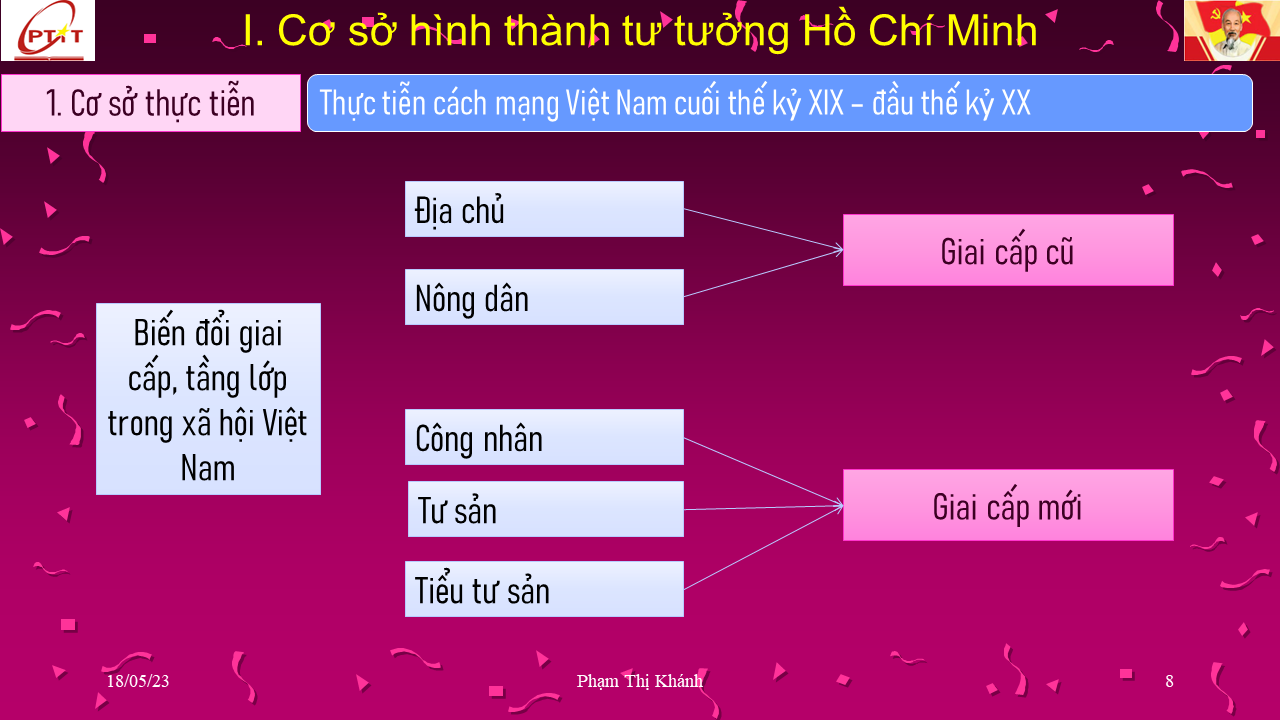 PTIT
I. Cơ sở hình thành tư tưởng Hồ Chí Minh
1. Cơ sở thực tiễn
Thực tiễn cách mạng Việt Nam cuối thế kỷ XIX – đầu thế kỷ XX
Biến đổi giai
cấp, tầng lớp
trong xã hội Việt
Nam
Địa chủ
Nông dân
Giai cấp cũ
Công nhân
Tư sản
Tiểu tư sản
Giai cấp mới
18/05/23
Phạm Thị Khánh
8